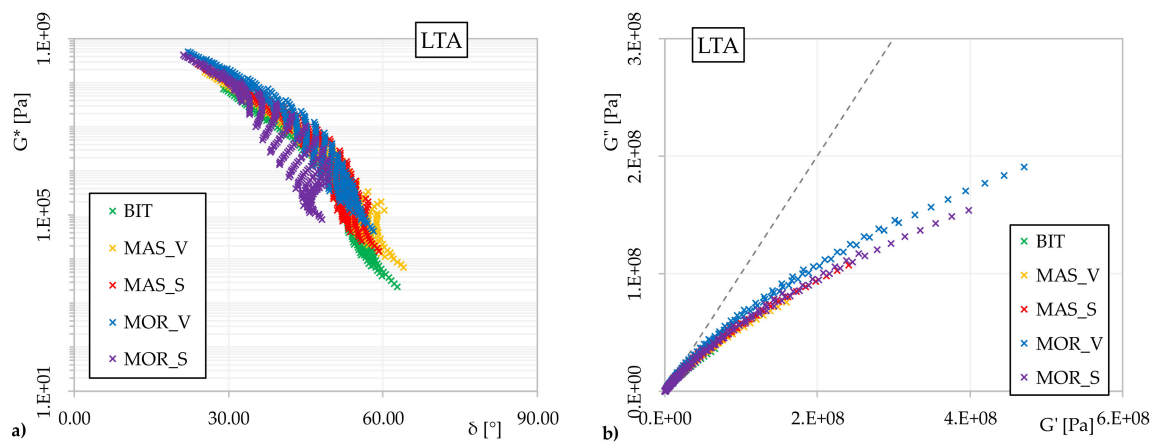 LTA
1.E+09
1.E+05
1.E+01
G* [Pa]
BIT
MAS_V
MAS_S
MOR_V
MOR_S
0.00
30.00
60.00
90.00
δ [°]
a)
LTA
3.E+08
2.E+08
1.E+08
0.E+00
G'' [Pa]
BIT
MAS_V
MAS_S
MOR_V
MOR_S
0.E+00
2.E+08
4.E+08
6.E+08
G' [Pa]
b)